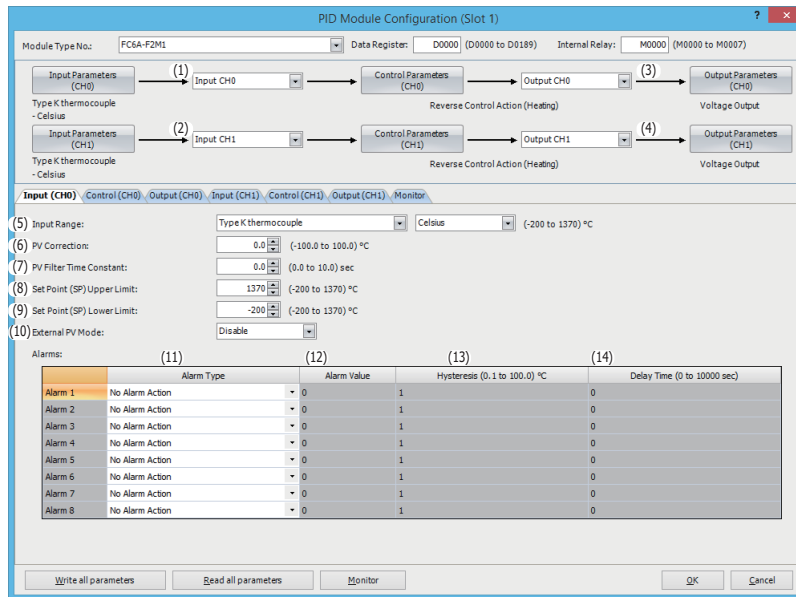 PID Module Configuration (Slot 1)
? x
Module Type No.: FC6A-F2M1 Data Register: D0000 (D0000 to D0189) Internal Relay: M0000 (M0000 to M0007)
Input Parameters (CH0) (1) Input CH0 Control Parameters (CH0) Output CH0 (3) Output Parameters (CH0)
Type K thermocouple - Celsius Reverse Control Action (Heating) Voltage Output
Input Parameters (CH1) (2) Input CH1 Control Parameters (CH1) Output CH1 (4) Output Parameters (CH1)
Type K thermocouple - Celsius Reverse Control Action (Heating) Voltage Output
Input (CH0) Control (CH0) Output (CH0) Input (CH1) Control (CH1) Output (CH1) Monitor
(5) Input Range: Type K thermocouple Celsius (-200 to 1370) ºC
(6) PV Correction: 0.0 (-100.0 to 100.0) ºC
(7) PV Filter Time Constant: 0.0 (0.0 to 10.0) sec
(8) Set Point (SP) Upper Limit: 1370 (-200 to 1370) ºC
(9) Set Point (SP) Lower Limit: -200 (-200 to 1370) ºC
(10) External PV Mode: Disable
Alarms:
(11) (12) (13) (14)
Alarm Type Alarm Value Hysteresis (0.1 to 100.0) ºC Delay Time (0 to 10000 sec)
Alarm 1 No Alarm Action 0 1 0
Alarm 2 No Alarm Action 0 1 0
Alarm 3 No Alarm Action 0 1 0
Alarm 4 No Alarm Action 0 1 0
Alarm 5 No Alarm Action 0 1 0
Alarm 6 No Alarm Action 0 1 0
Alarm 7 No Alarm Action 0 1 0
Alarm 8 No Alarm Action 0 1 0
Write all parameters Read all parameters Monitor OK Cancel